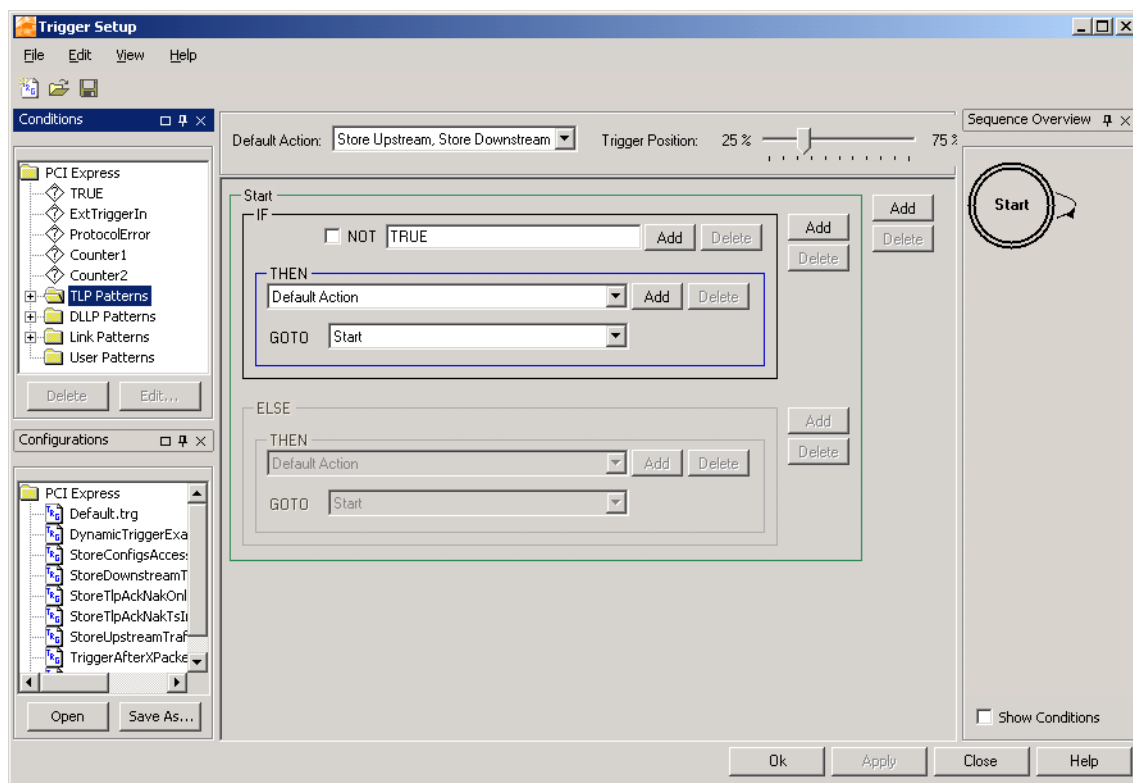 Trigger Setup
File Edit View Help
Conditions
PCI Express
TRUE
ExtTriggerIn
ProtocolError
Counter1
Counter2
TLP Patterns
DLLP Patterns
Link Patterns
User Patterns
Delete Edit...
Configurations
PCI Express
Default.trg
DynamicTriggerExa
StoreConfigsAcces
StoreDownstreamT
StoreTlpAckNakOnl
StoreTlpAckNakTsI
StoreUpstreamTraf
TriggerAfterXPacke
Open Save As...
Default Action: Store Upstream, Store Downstream Trigger Position: 25 % 75 %
Start
IF
NOT TRUE Add Delete
THEN
Default Action Add Delete
GOTO Start
Add
Delete
Add
Delete
ELSE
THEN
Default Action Add Delete
GOTO Start
Add
Delete
Sequence Overview
Start
Show Conditions
Ok Apply Close Help